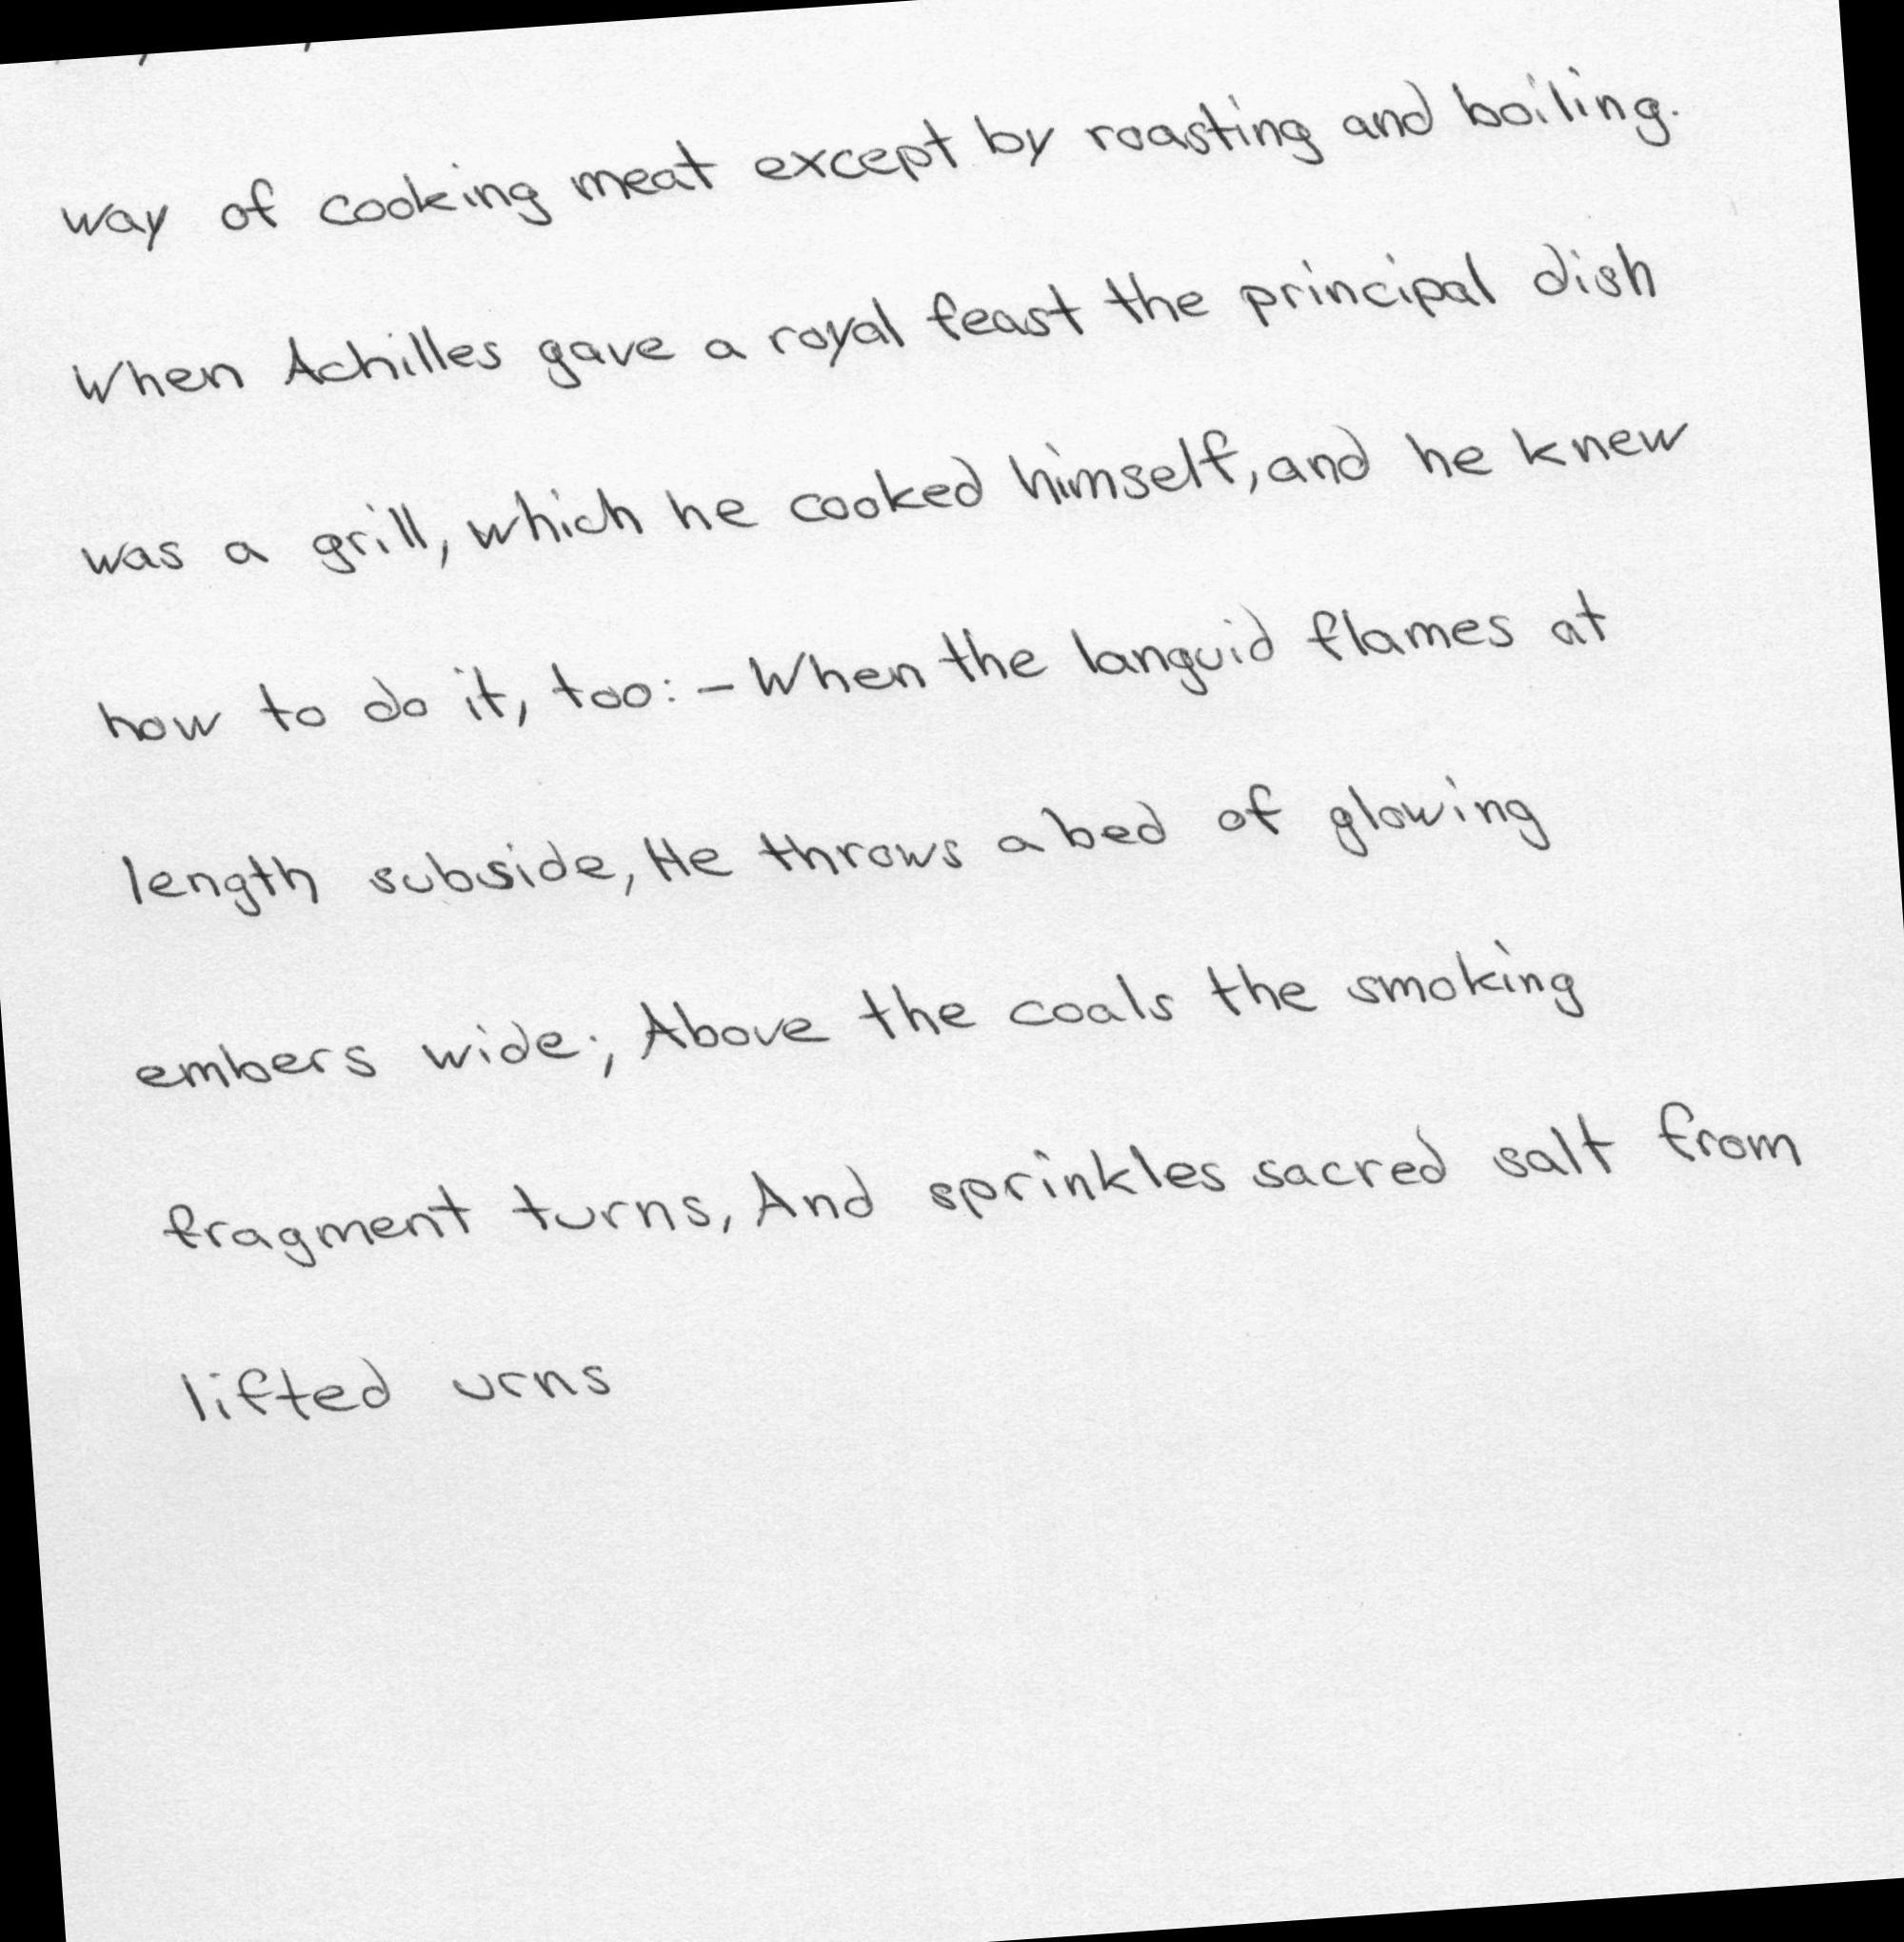 way of cooking meat except by roasting and boiling.
When Achilles gave a royal feast the principal dish
was a grill, which he cooked himself, and he knew
how to do it, too: - When the languid flames at
length subside, He throws a bed of glowing
embers wide; Above the coals the smoking
fragment turns, And sprinkles sacred salt from
lifted urns